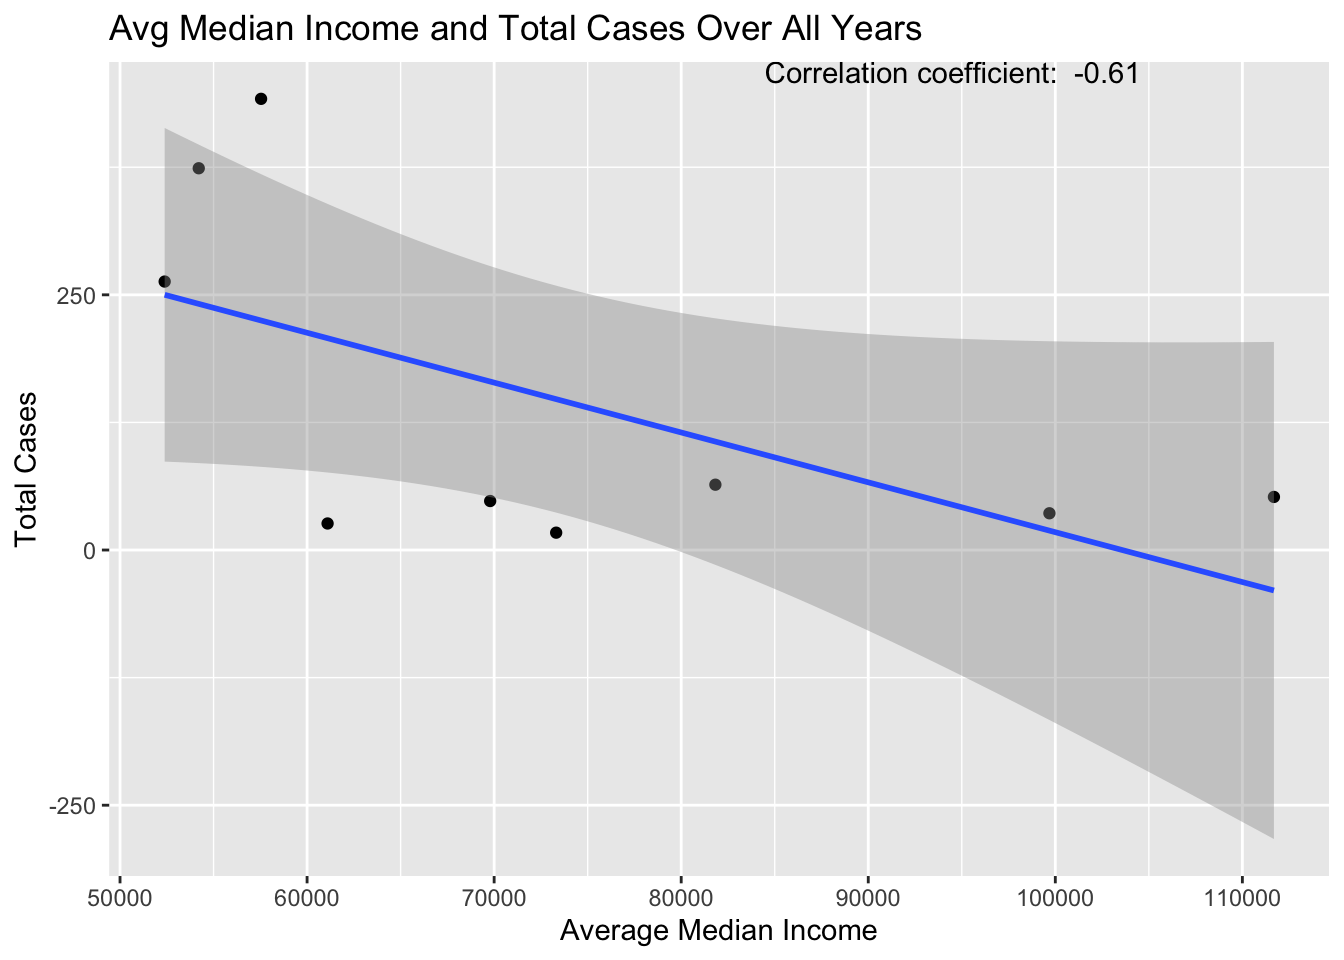 Avg Median Income and Total Cases Over All Years
Correlation coefficient:  -0.61
Total Cases
250
0
-250
50000 60000 70000 80000 90000 100000 110000
Average Median Income